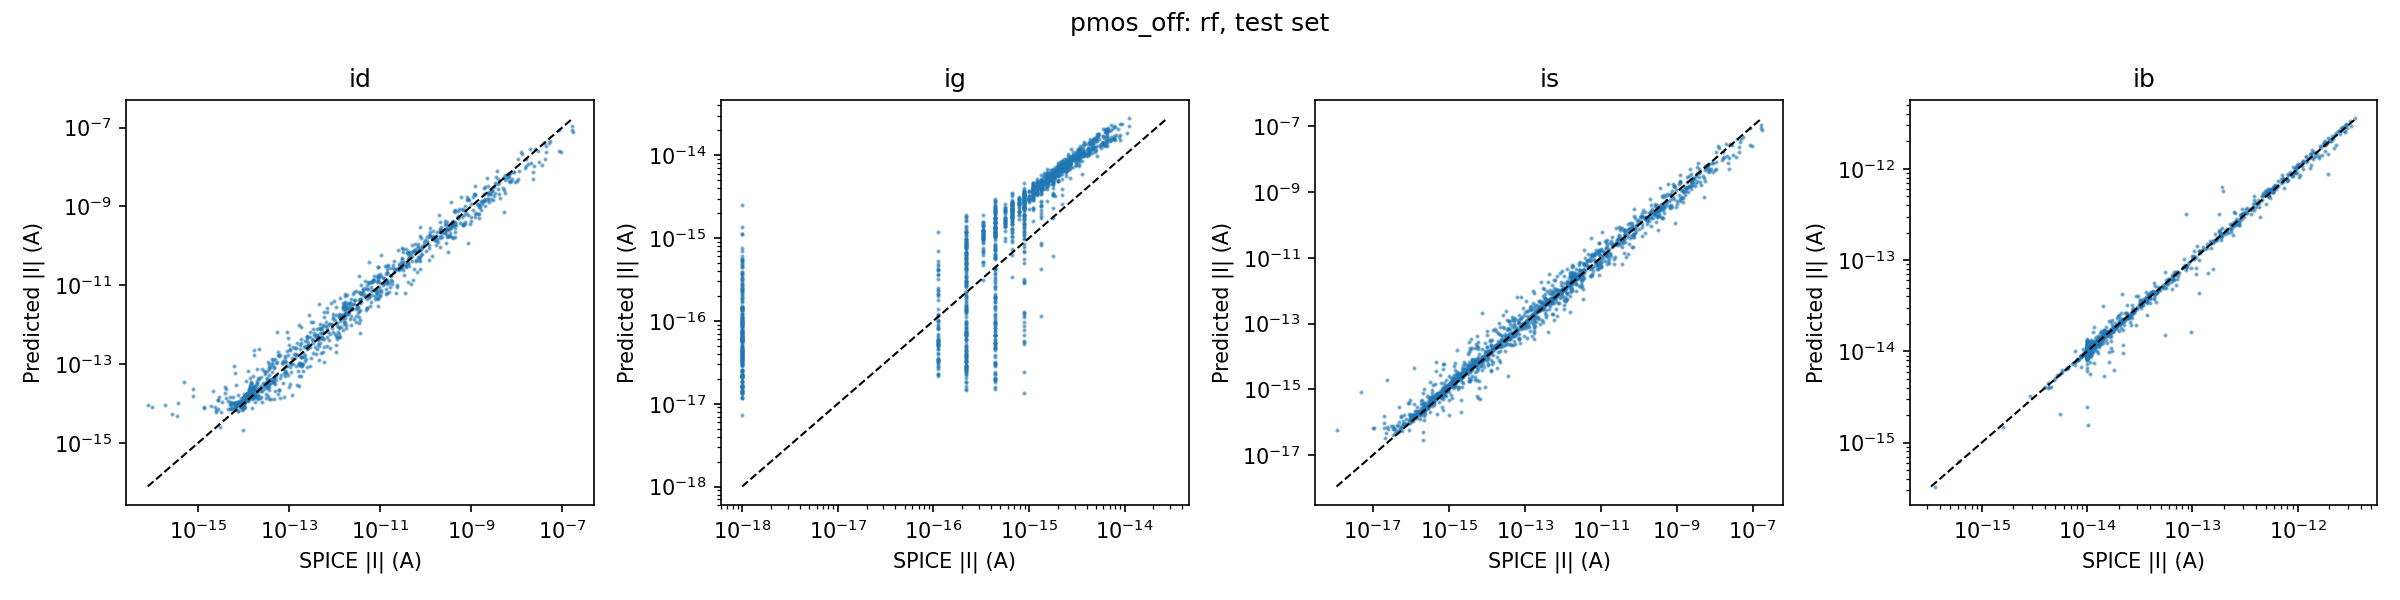 pmos_off: rf, test set
id
Predicted |I| (A)
10⁻⁷
10⁻⁹
10⁻¹¹
10⁻¹³
10⁻¹⁵
10⁻¹⁵ 10⁻¹³ 10⁻¹¹ 10⁻⁹ 10⁻⁷
SPICE |I| (A)
ig
Predicted |I| (A)
10⁻¹⁴
10⁻¹⁵
10⁻¹⁶
10⁻¹⁷
10⁻¹⁸
10⁻¹⁸ 10⁻¹⁷ 10⁻¹⁶ 10⁻¹⁵ 10⁻¹⁴
SPICE |I| (A)
is
Predicted |I| (A)
10⁻⁷
10⁻⁹
10⁻¹¹
10⁻¹³
10⁻¹⁵
10⁻¹⁷
10⁻¹⁷ 10⁻¹⁵ 10⁻¹³ 10⁻¹¹ 10⁻⁹ 10⁻⁷
SPICE |I| (A)
ib
Predicted |I| (A)
10⁻¹²
10⁻¹³
10⁻¹⁴
10⁻¹⁵
10⁻¹⁵ 10⁻¹⁴ 10⁻¹³ 10⁻¹²
SPICE |I| (A)